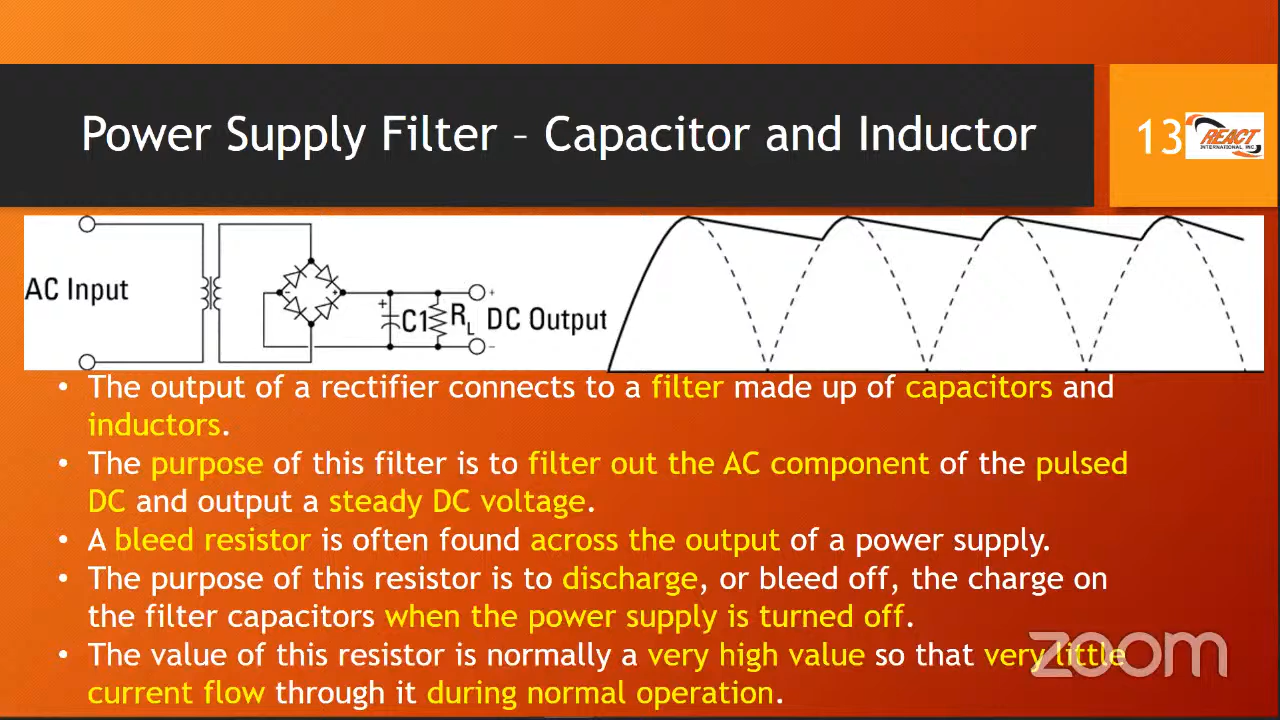 Power Supply Filter – Capacitor and Inductor
13
REACT
INTERNATIONAL INC
AC Input
- +
+
C1
RL
+
DC Output
−
• The output of a rectifier connects to a filter made up of capacitors and
inductors.
• The purpose of this filter is to filter out the AC component of the pulsed
DC and output a steady DC voltage.
• A bleed resistor is often found across the output of a power supply.
• The purpose of this resistor is to discharge, or bleed off, the charge on
the filter capacitors when the power supply is turned off.
• The value of this resistor is normally a very high value so that very little
current flow through it during normal operation.
zoom